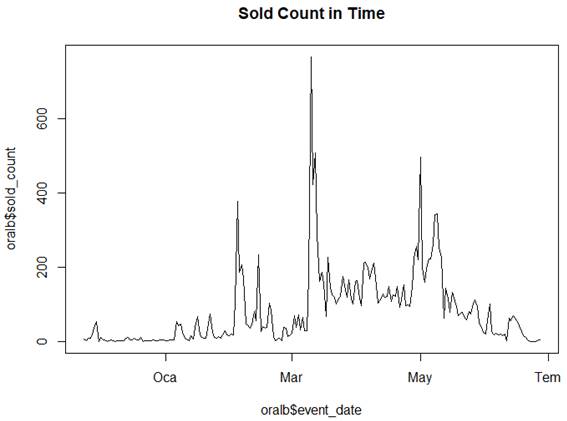 Sold Count in Time
oralb$sold_count
600
400
200
0
Oca
Mar
May
Tem
oralb$event_date